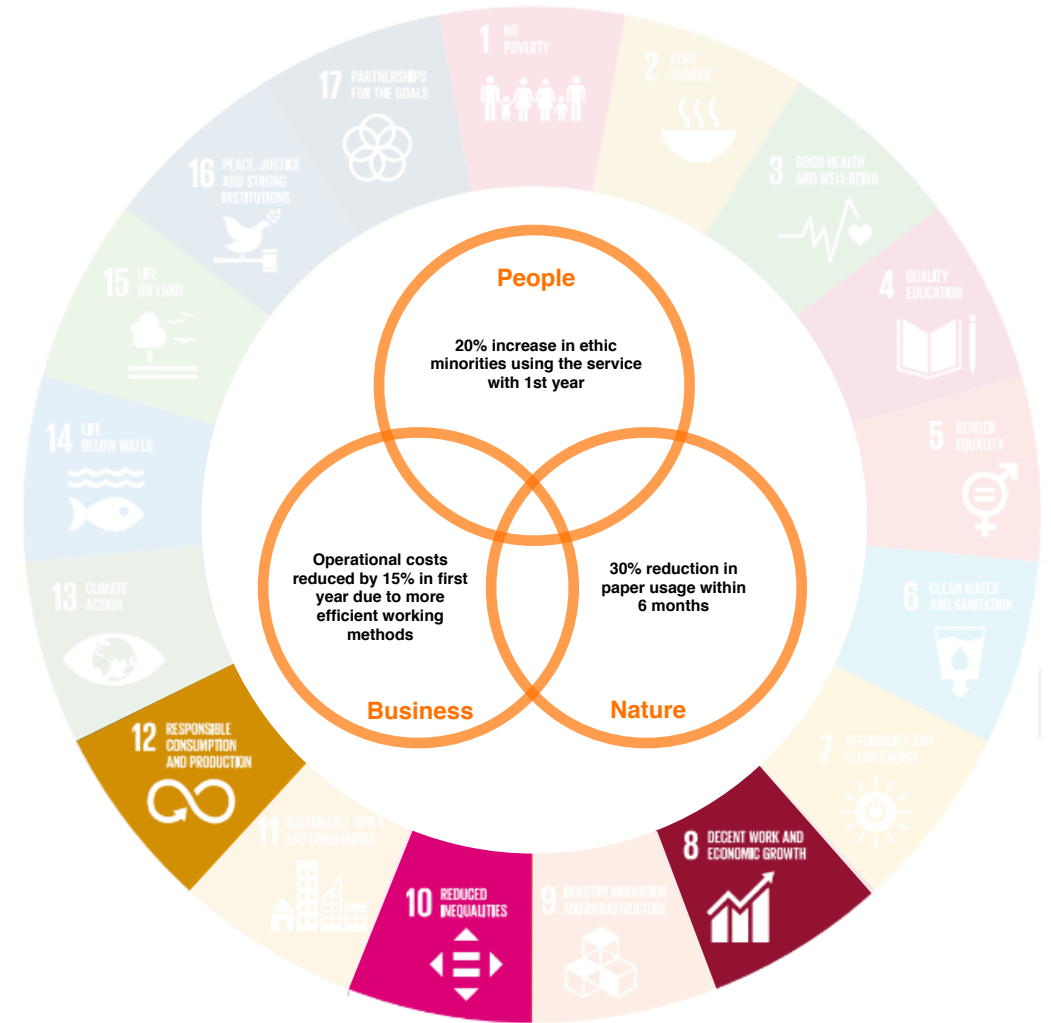 1 NO
POVERTY
2 ZERO
HUNGER
3 GOOD HEALTH
AND WELL-BEING
4 QUALITY
EDUCATION
5 GENDER
EQUALITY
6 CLEAN WATER
AND SANITATION
7 AFFORDABLE AND
CLEAN ENERGY
8 DECENT WORK AND
ECONOMIC GROWTH
9 INDUSTRY, INNOVATION
AND INFRASTRUCTURE
10 REDUCED
INEQUALITIES
11 SUSTAINABLE CITIES
AND COMMUNITIES
12 RESPONSIBLE
CONSUMPTION
AND PRODUCTION
13 CLIMATE
ACTION
14 LIFE
BELOW WATER
15 LIFE
ON LAND
16 PEACE, JUSTICE
AND STRONG
INSTITUTIONS
17 PARTNERSHIPS
FOR THE GOALS
People
20% increase in ethic
minorities using the service
with 1st year
Operational costs
reduced by 15% in first
year due to more
efficient working
methods
Business
30% reduction in
paper usage within
6 months
Nature